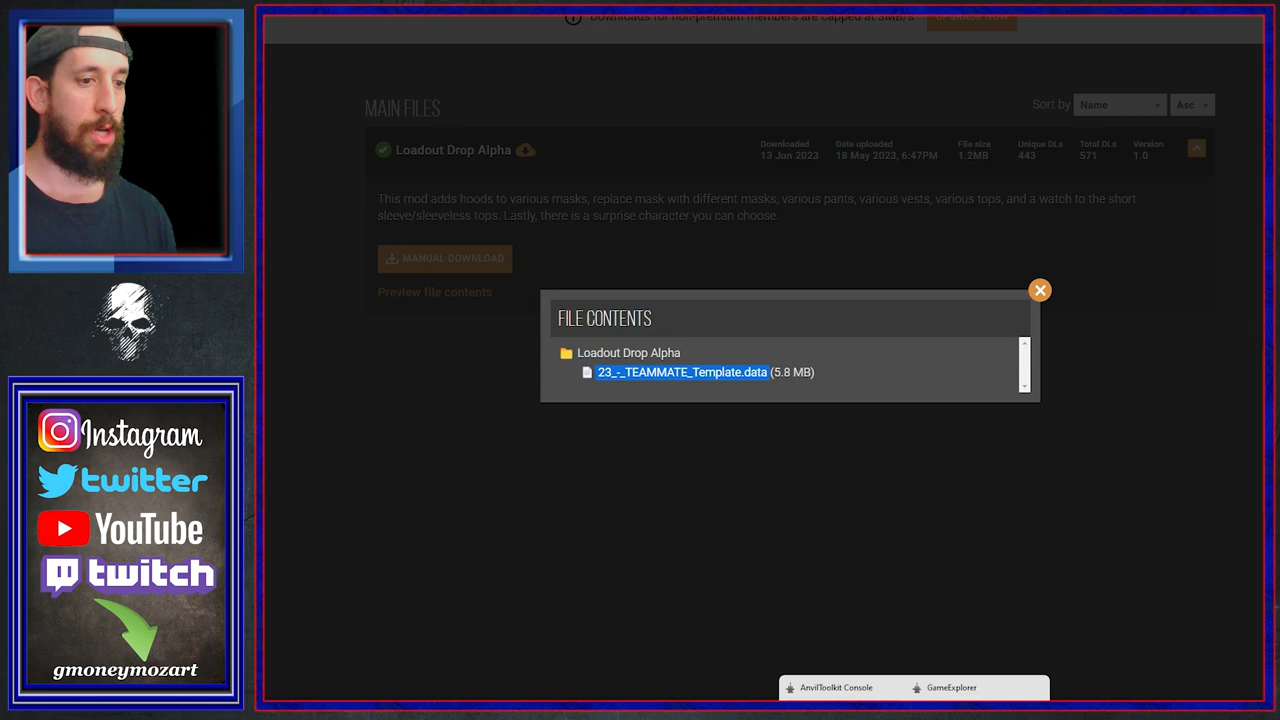 Downloads for non-premium members are capped at 3MB/s
UPGRADE NOW
MAIN FILES
Sort by Name Asc
Loadout Drop Alpha
Downloaded
13 Jun 2023
Date uploaded
18 May 2023, 6:47PM
File size
1.2MB
Unique DLs
443
Total DLs
571
Version
1.0
This mod adds hoods to various masks, replace mask with different masks, various pants, various vests, various tops, and a watch to the short
sleeve/sleeveless tops. Lastly, there is a surprise character you can choose.
MANUAL DOWNLOAD
Preview file contents
FILE CONTENTS
Loadout Drop Alpha
23_-_TEAMMATE_Template.data (5.8 MB)
Instagram
twitter
YouTube
twitch
gmoneymozart
AnvilToolkit Console
GameExplorer